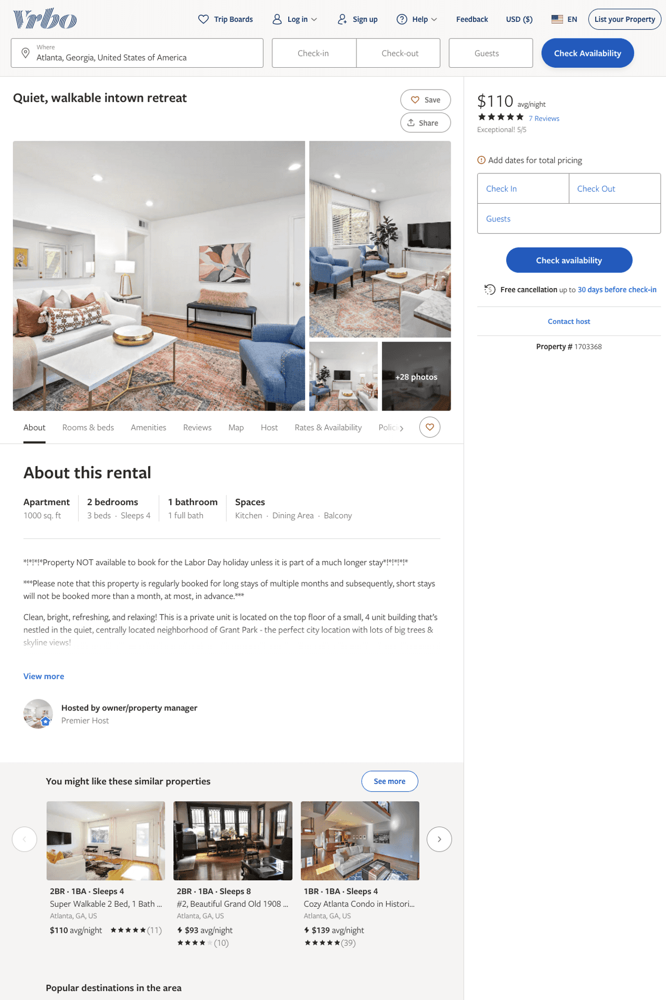 Vrbo
Trip Boards
Log in
Sign up
Help
Feedback
USD ($)
EN
List your Property
Where
Atlanta, Georgia, United States of America
Check-in
Check-out
Guests
Check Availability
Quiet, walkable intown retreat
Save
Share
+28 photos
$110 avg/night
7 Reviews
Exceptional! 5/5
Add dates for total pricing
Check In
Check Out
Guests
Check availability
Free cancellation up to 30 days before check-in
Contact host
Property # 1703368
About
Rooms & beds
Amenities
Reviews
Map
Host
Rates & Availability
Polici
About this rental
Apartment
1000 sq. ft
2 bedrooms
3 beds · Sleeps 4
1 bathroom
1 full bath
Spaces
Kitchen · Dining Area · Balcony
*!*!*!*Property NOT available to book for the Labor Day holiday unless it is part of a much longer stay*!*!*!*!*
***Please note that this property is regularly booked for long stays of multiple months and subsequently, short stays
will not be booked more than a month, at most, in advance.***
Clean, bright, refreshing, and relaxing! This is a private unit is located on the top floor of a small, 4 unit building that's
nestled in the quiet, centrally located neighborhood of Grant Park - the perfect city location with lots of big trees &
skyline views!
View more
Hosted by owner/property manager
Premier Host
You might like these similar properties
See more
2BR · 1BA · Sleeps 4
Super Walkable 2 Bed, 1 Bath ...
Atlanta, GA, US
$110 avg/night (11)
2BR · 1BA · Sleeps 8
#2, Beautiful Grand Old 1908 ...
Atlanta, GA, US
$93 avg/night
(10)
1BR · 1BA · Sleeps 4
Cozy Atlanta Condo in Histori...
Atlanta, GA, US
$139 avg/night
(39)
Popular destinations in the area